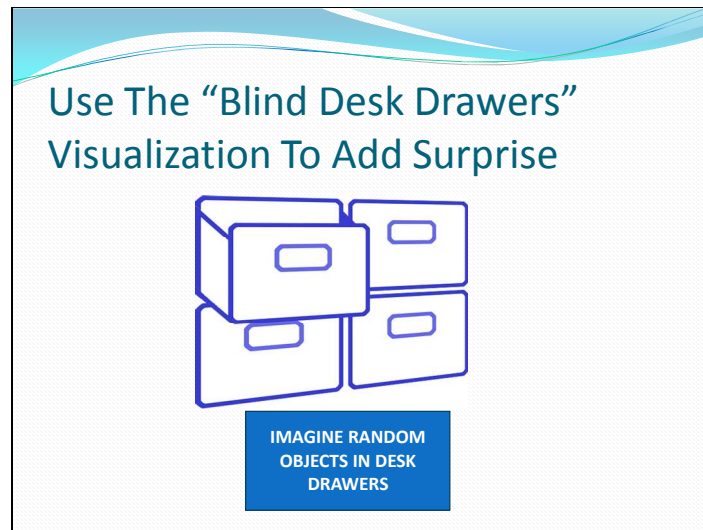 Use The “Blind Desk Drawers”
Visualization To Add Surprise
IMAGINE RANDOM
OBJECTS IN DESK
DRAWERS